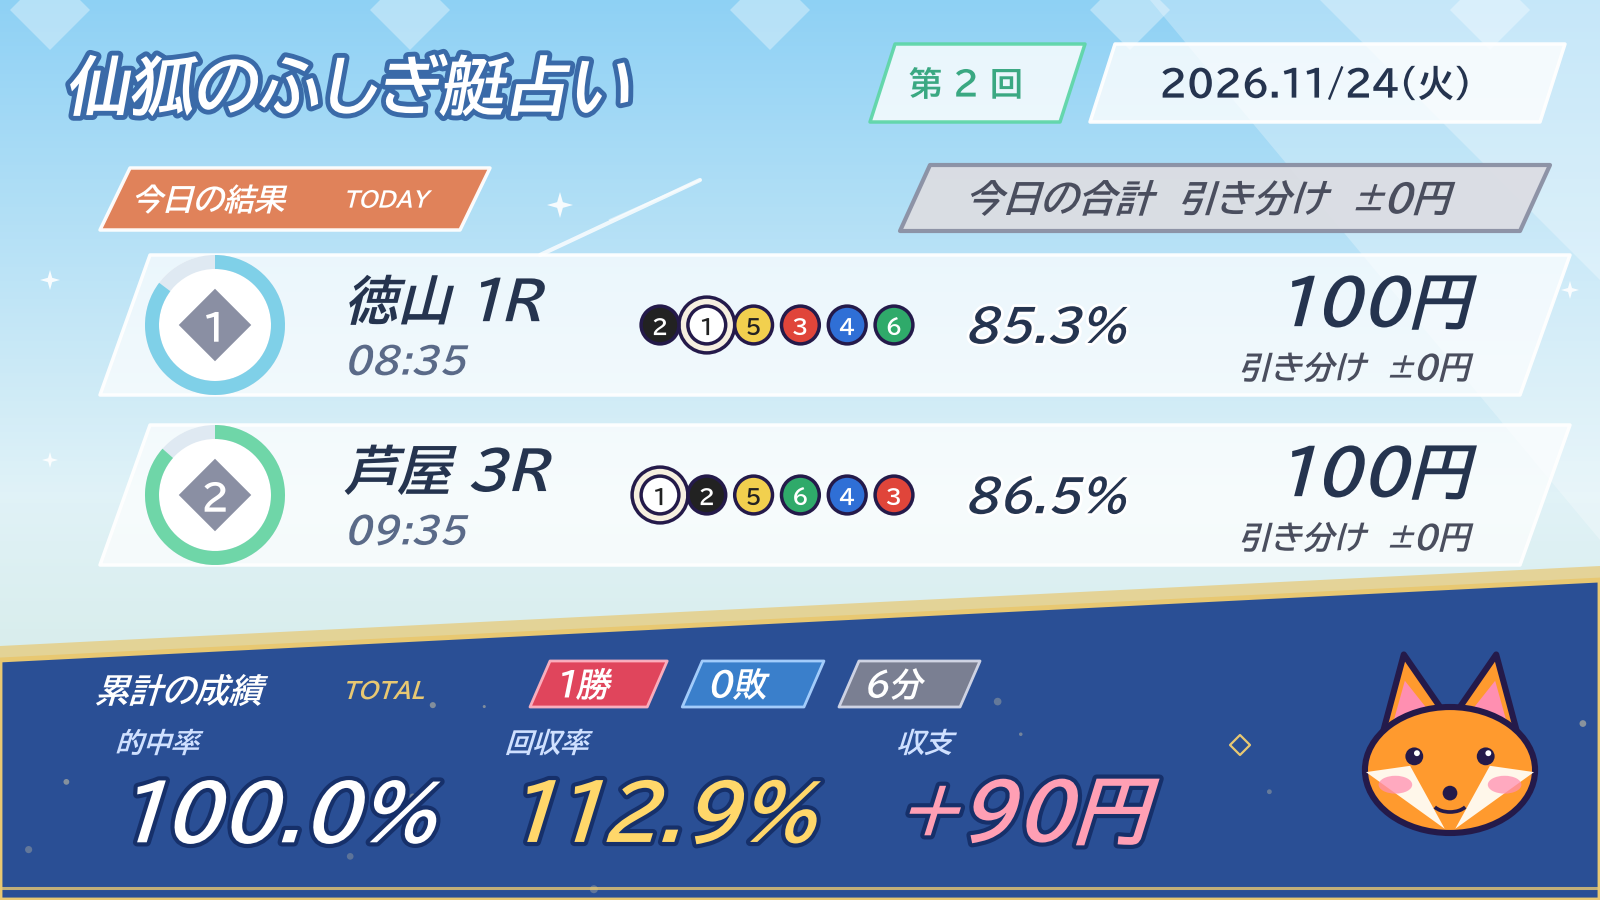 仙狐のふしぎ艇占い
第 2 回
2026.11/24(火)
今日の結果 TODAY
今日の合計 引き分け ±0円
1
徳山 1R
08:35
2 1 5 3 4 6
85.3%
100円
引き分け ±0円
2
芦屋 3R
09:35
1 2 5 6 4 3
86.5%
100円
引き分け ±0円
累計の成績 TOTAL
1勝 0敗 6分
的中率
100.0%
回収率
112.9%
収支
+90円